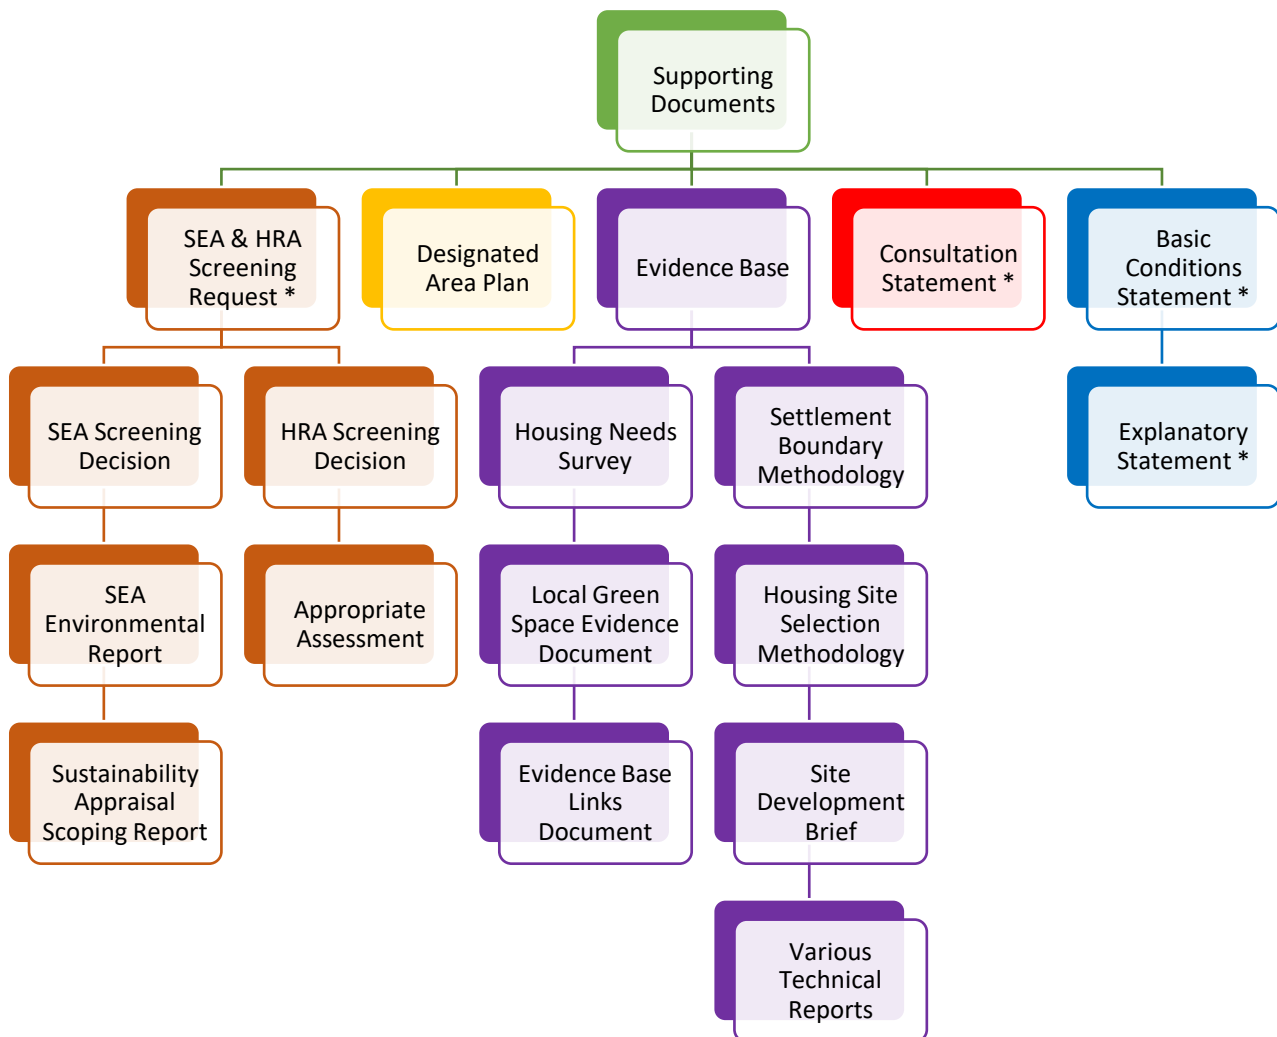 Supporting
Documents
SEA & HRA
Screening
Request *
Designated
Area Plan
Evidence Base
Consultation
Statement *
Basic
Conditions
Statement *
SEA Screening
Decision
HRA Screening
Decision
Housing Needs
Survey
Settlement
Boundary
Methodology
Explanatory
Statement *
SEA
Environmental
Report
Appropriate
Assessment
Local Green
Space Evidence
Document
Housing Site
Selection
Methodology
Sustainability
Appraisal
Scoping Report
Evidence Base
Links
Document
Site
Development
Brief
Various
Technical
Reports